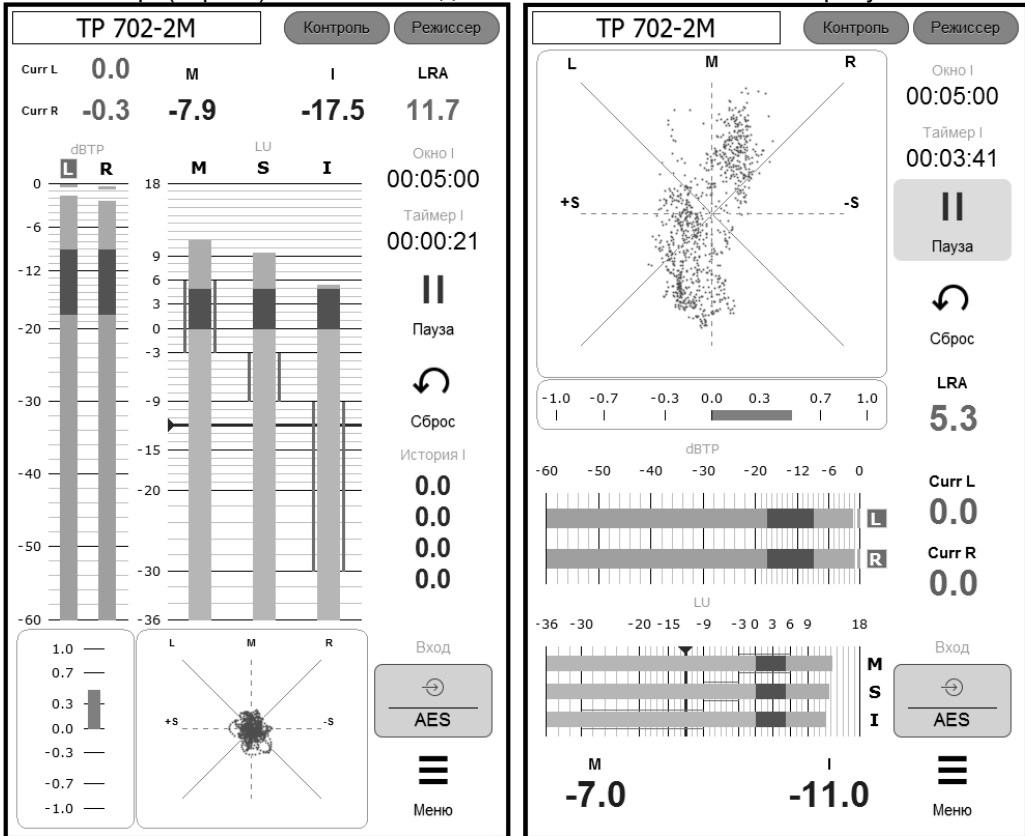 ТР 702-2М
Контроль
Режиссер
Curr L
0.0
M
I
LRA
Curr R
-0.3
-7.9
-17.5
11.7
dBTP
LU
L
R
M
S
I
Окно I
00:05:00
Таймер I
00:00:21
Пауза
Сброс
История I
0.0
0.0
0.0
0.0
0
-6
-12
-20
-30
-40
-50
-60
18
9
6
3
0
-3
-9
-15
-20
-30
-36
1.0
0.7
0.3
0.0
-0.3
-0.7
-1.0
L
M
R
+S
-S
Вход
AES
Меню
ТР 702-2М
Контроль
Режиссер
L
M
R
+S
-S
Окно I
00:05:00
Таймер I
00:03:41
Пауза
Сброс
LRA
5.3
-1.0 -0.7 -0.3 0.0 0.3 0.7 1.0
dBTP
-60 -50 -40 -30 -20 -12 -6 0
L
R
Curr L
0.0
Curr R
0.0
LU
-36 -30 -20 -15 -9 -3 0 3 6 9 18
M
S
I
Вход
AES
M
I
-7.0
-11.0
Меню